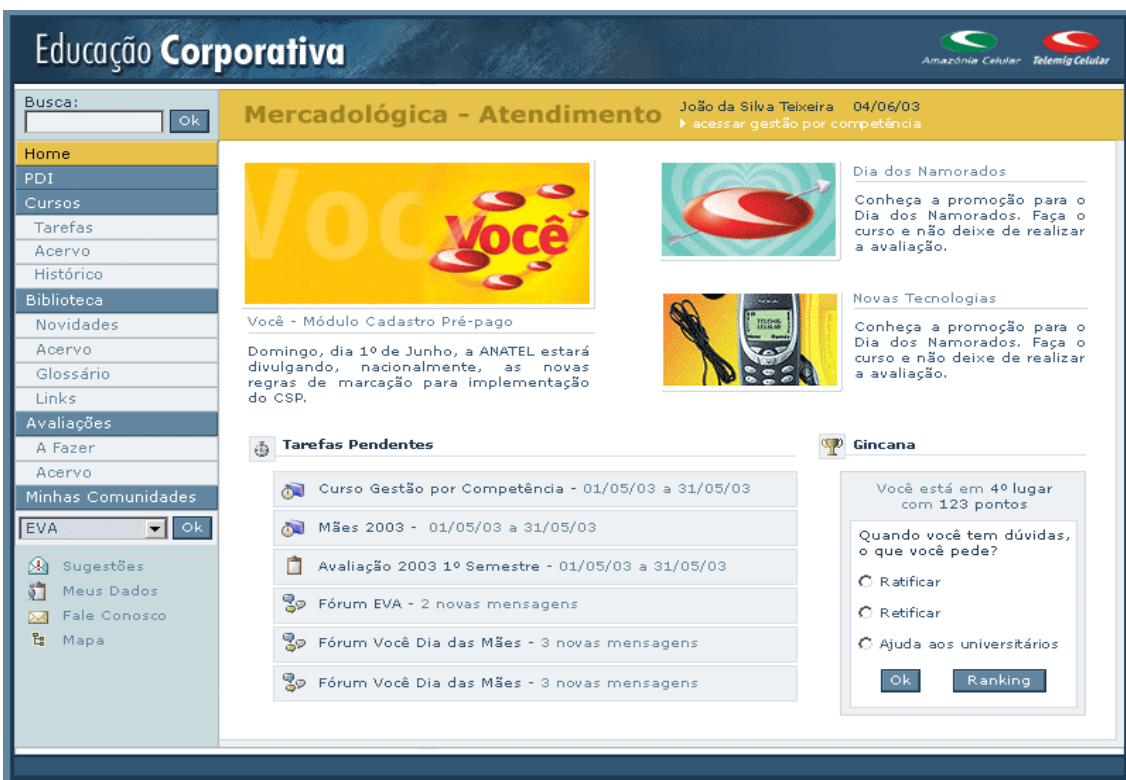 Educação Corporativa
Amazônia Celular
Telemig Celular
Busca:
Ok
Mercadológica - Atendimento
João da Silva Teixeira 04/06/03
acessar gestão por competência
Home
PDI
Cursos
Tarefas
Acervo
Histórico
Biblioteca
Novidades
Acervo
Glossário
Links
Avaliações
A Fazer
Acervo
Minhas Comunidades
EVA
Ok
Sugestões
Meus Dados
Fale Conosco
Mapa
Voc
Você
Você - Módulo Cadastro Pré-pago
Domingo, dia 1º de Junho, a ANATEL estará
divulgando, nacionalmente, as novas
regras de marcação para implementação
do CSP.
Dia dos Namorados
Conheça a promoção para o
Dia dos Namorados. Faça o
curso e não deixe de realizar
a avaliação.
Novas Tecnologias
Conheça a promoção para o
Dia dos Namorados. Faça o
curso e não deixe de realizar
a avaliação.
Tarefas Pendentes
Curso Gestão por Competência - 01/05/03 a 31/05/03
Mães 2003 - 01/05/03 a 31/05/03
Avaliação 2003 1º Semestre - 01/05/03 a 31/05/03
Fórum EVA - 2 novas mensagens
Fórum Você Dia das Mães - 3 novas mensagens
Fórum Você Dia das Mães - 3 novas mensagens
Gincana
Você está em 4º lugar
com 123 pontos
Quando você tem dúvidas,
o que você pede?
Ratificar
Retificar
Ajuda aos universitários
Ok
Ranking